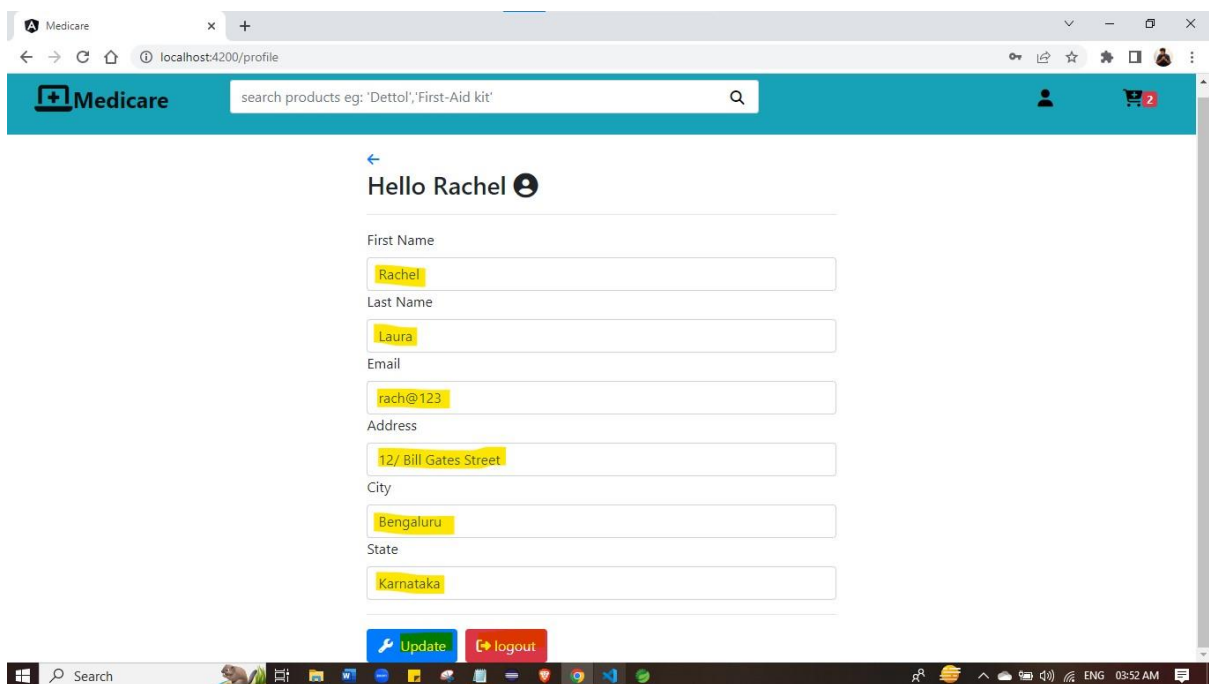 Medicare
localhost:4200/profile
Medicare
search products eg: 'Dettol','First-Aid kit'
2
Hello Rachel
First Name
Rachel
Last Name
Laura
Email
rach@123
Address
12/ Bill Gates Street
City
Bengaluru
State
Karnataka
Update
logout
Search
ENG 03:52 AM